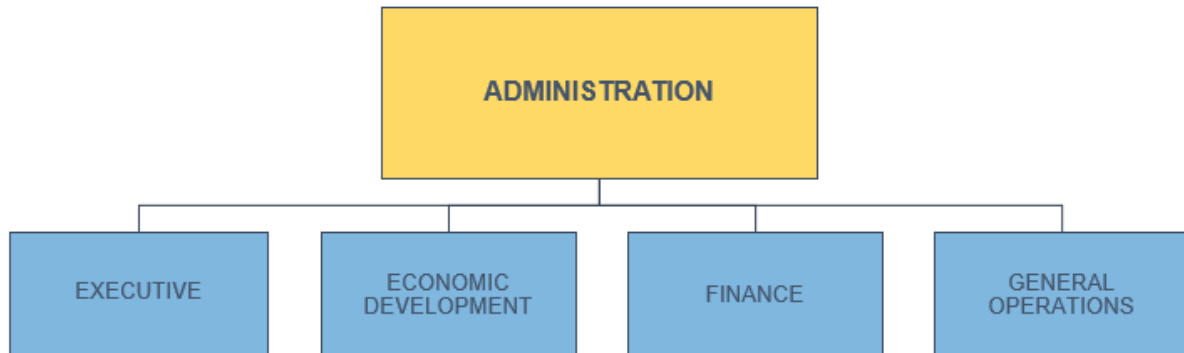 ADMINISTRATION
EXECUTIVE
ECONOMIC
DEVELOPMENT
FINANCE
GENERAL
OPERATIONS